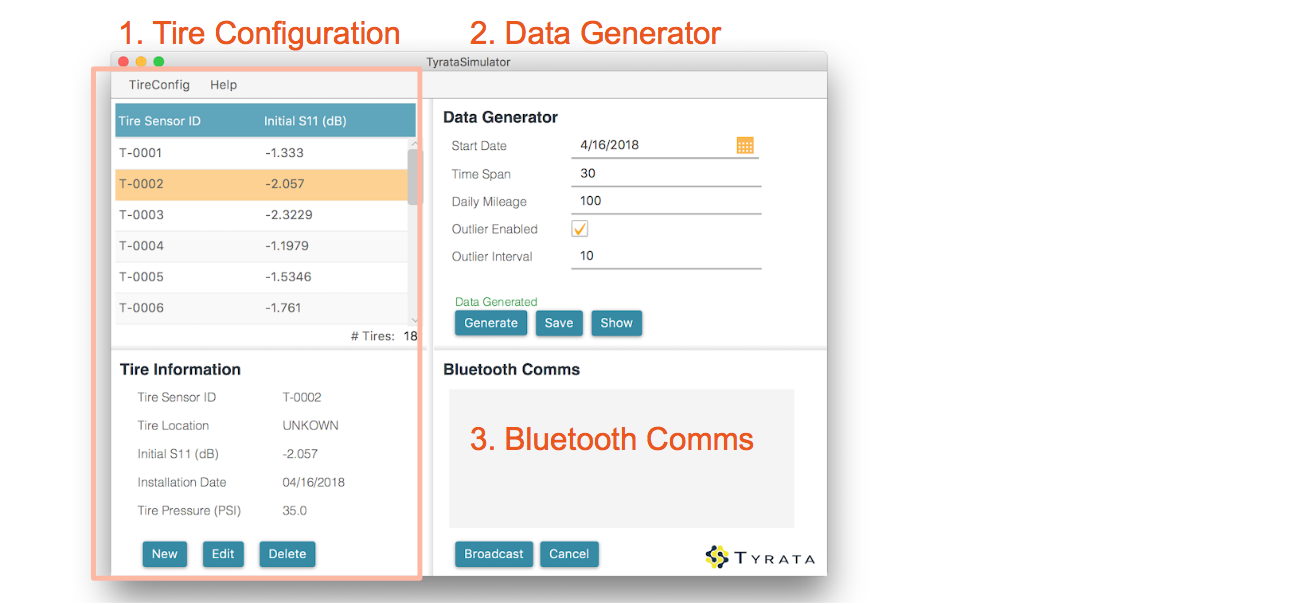 1. Tire Configuration
2. Data Generator
TyrataSimulator
TireConfig Help
Tire Sensor ID Initial S11 (dB)
T-0001 -1.333
T-0002 -2.057
T-0003 -2.3229
T-0004 -1.1979
T-0005 -1.5346
T-0006 -1.761
# Tires: 18
Tire Information
Tire Sensor ID T-0002
Tire Location UNKOWN
Initial S11 (dB) -2.057
Installation Date 04/16/2018
Tire Pressure (PSI) 35.0
New Edit Delete
Data Generator
Start Date 4/16/2018
Time Span 30
Daily Mileage 100
Outlier Enabled
Outlier Interval 10
Data Generated
Generate Save Show
Bluetooth Comms
3. Bluetooth Comms
Broadcast Cancel
TYRATA